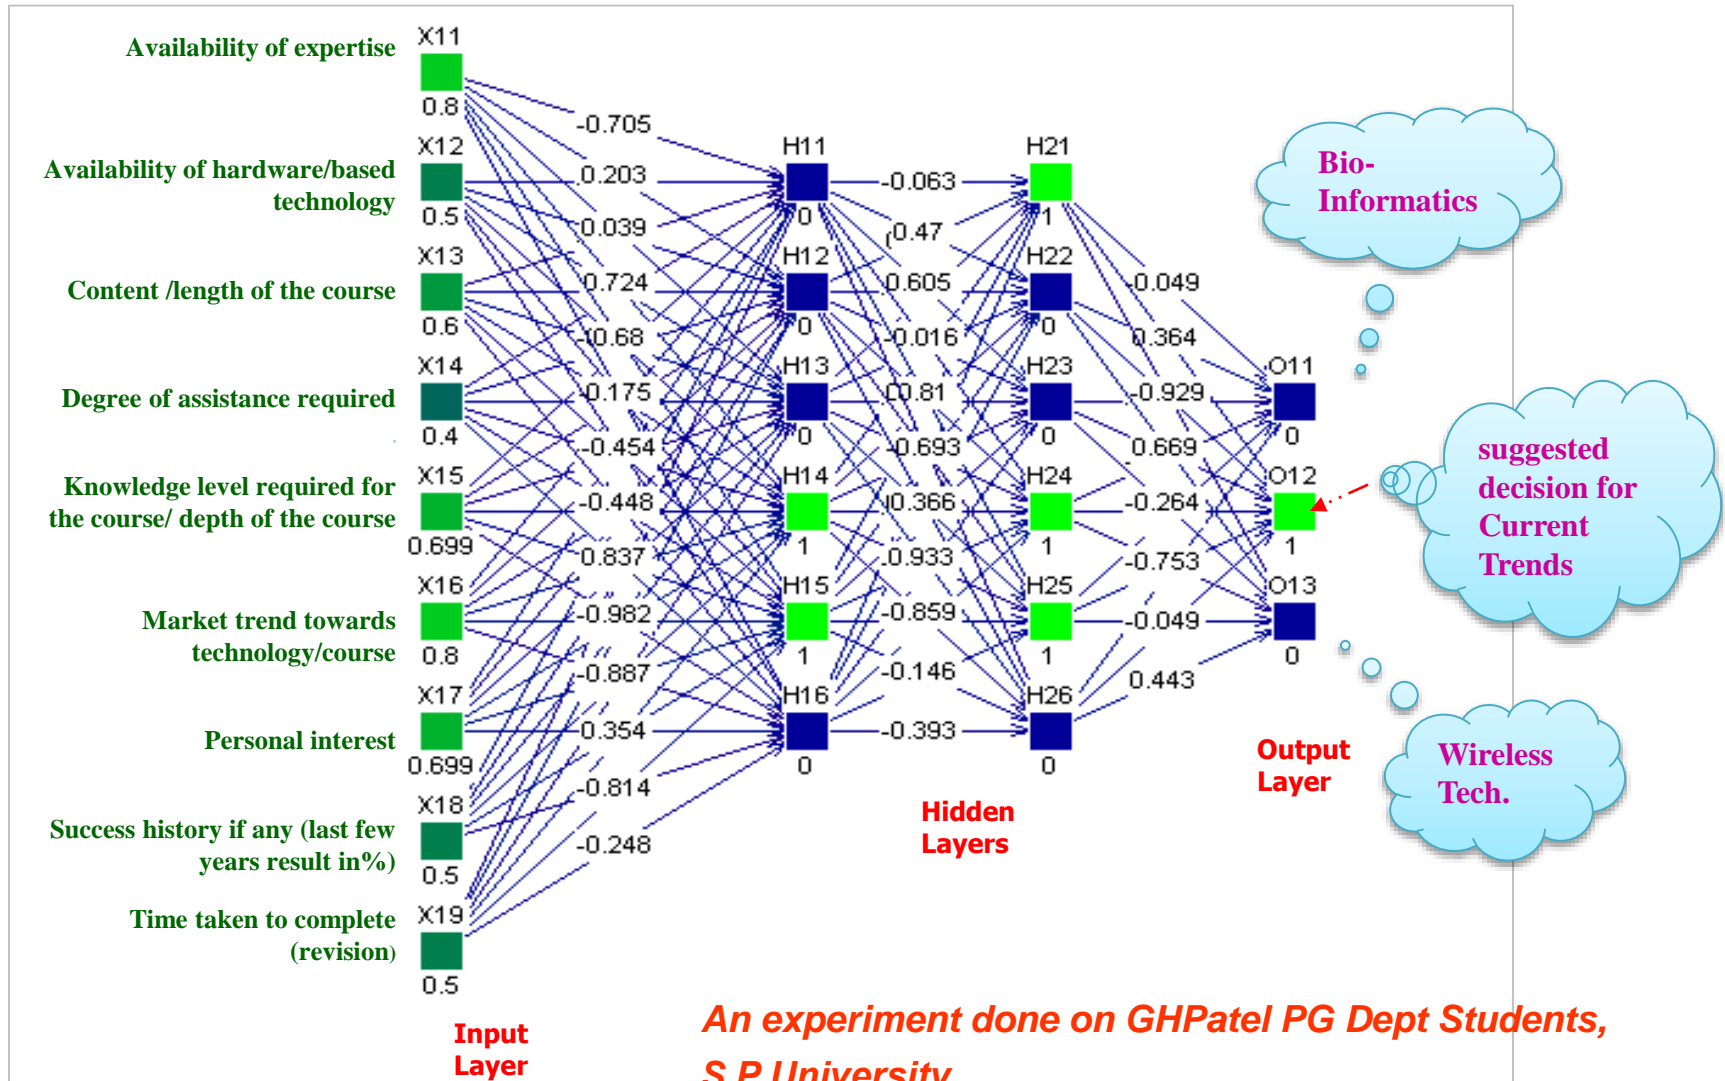 Availability of expertise
Availability of hardware/based
technology
Content /length of the course
Degree of assistance required
Knowledge level required for
the course/ depth of the course
Market trend towards
technology/course
Personal interest
Success history if any (last few
years result in%)
Time taken to complete
(revision)
X11
0.8
X12
0.5
X13
0.6
X14
0.4
X15
0.699
X16
0.8
X17
0.699
X18
0.5
X19
0.5
Input
Layer
-0.705
0.203
0.039
0.724
-0.68
-0.175
-0.454
-0.448
0.837
-0.982
-0.887
0.354
-0.814
-0.248
H11
0
H12
0
H13
0
H14
1
H15
1
H16
0
-0.063
0.47
0.605
-0.016
0.81
-0.693
0.366
0.933
-0.859
-0.146
-0.393
Hidden
Layers
H21
1
H22
0
H23
0
H24
1
H25
1
H26
0
-0.049
0.364
-0.929
0.669
-0.264
-0.753
-0.049
0.443
O11
0
O12
1
O13
0
Output
Layer
Bio-
Informatics
suggested
decision for
Current
Trends
Wireless
Tech.
An experiment done on GHPatel PG Dept Students,
S P University